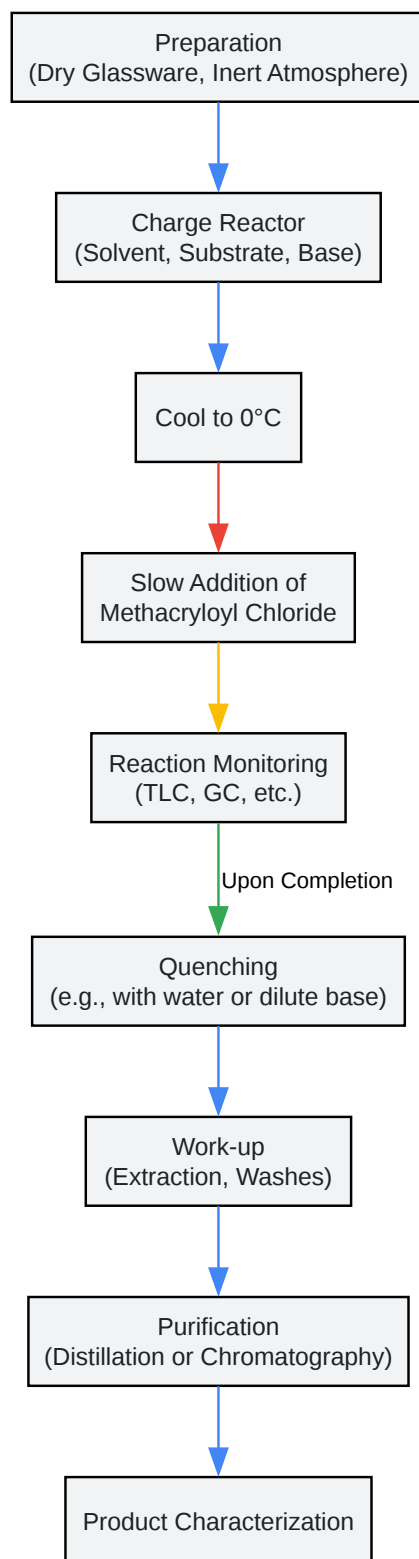 Preparation
(Dry Glassware, Inert Atmosphere)
Charge Reactor
(Solvent, Substrate, Base)
Cool to 0°C
Slow Addition of
Methacryloyl Chloride
Reaction Monitoring
(TLC, GC, etc.)
Upon Completion
Quenching
(e.g., with water or dilute base)
Work-up
(Extraction, Washes)
Purification
(Distillation or Chromatography)
Product Characterization